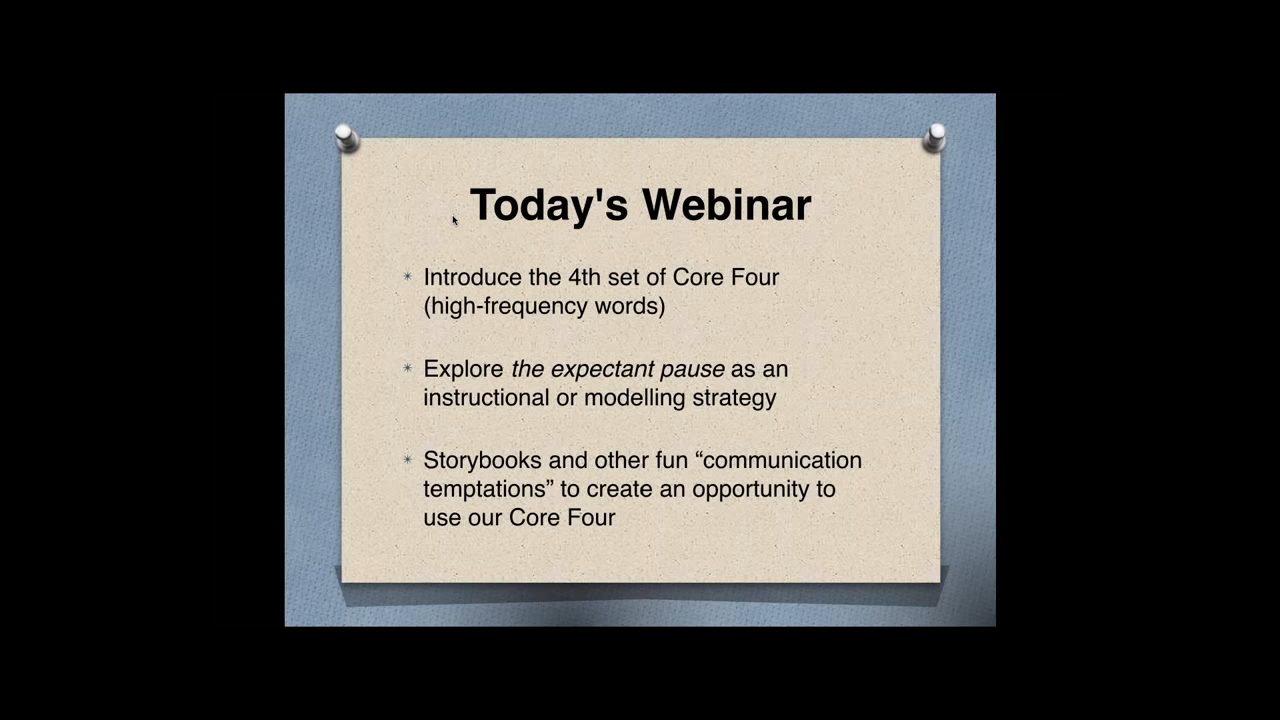 Today's Webinar
Introduce the 4th set of Core Four
(high-frequency words)
Explore the expectant pause as an
instructional or modelling strategy
Storybooks and other fun “communication
temptations” to create an opportunity to
use our Core Four